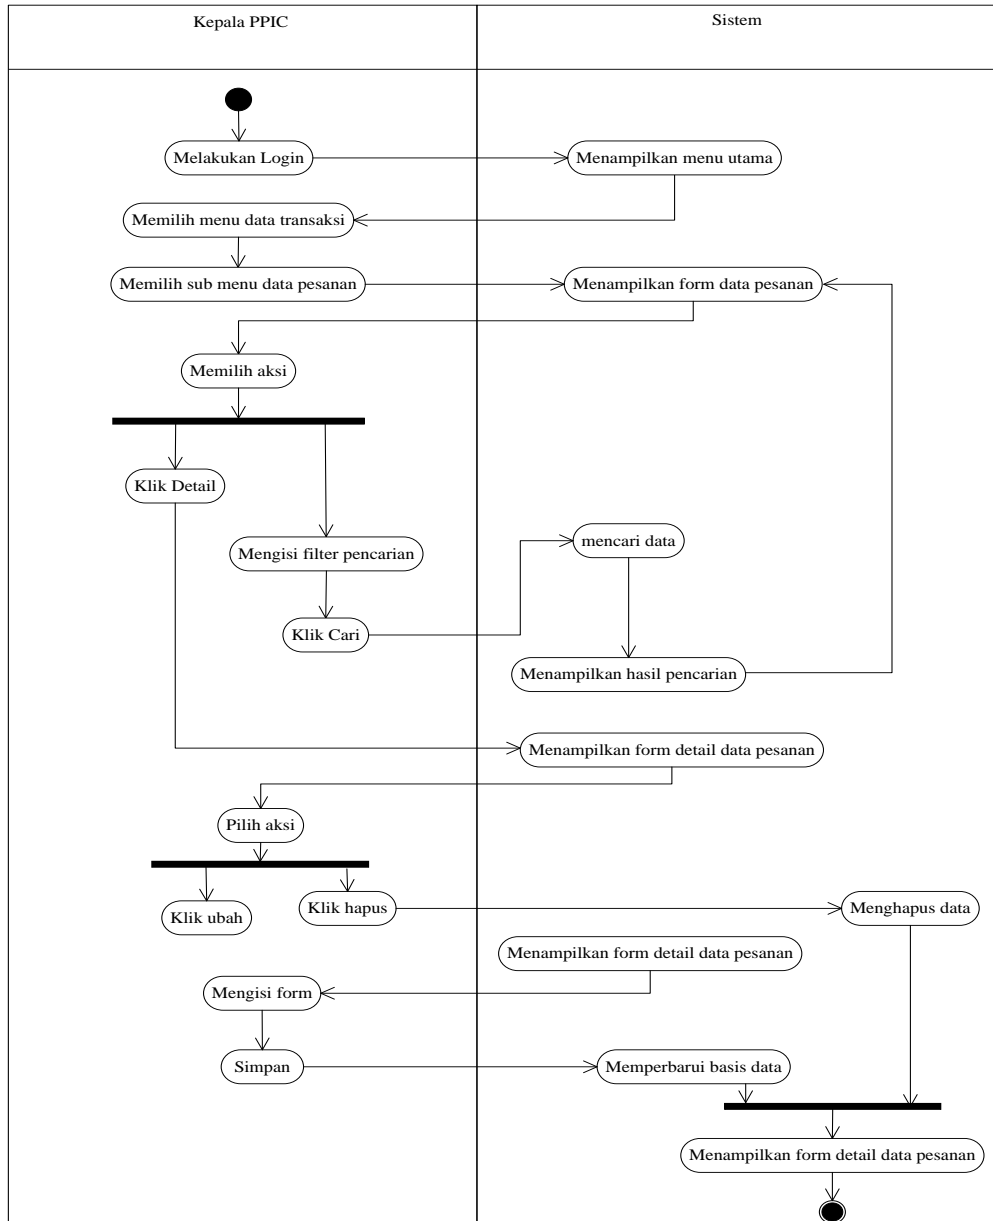 Kepala PPIC
Sistem
Melakukan Login
Menampilkan menu utama
Memilih menu data transaksi
Memilih sub menu data pesanan
Menampilkan form data pesanan
Memilih aksi
Klik Detail
Mengisi filter pencarian
mencari data
Klik Cari
Menampilkan hasil pencarian
Menampilkan form detail data pesanan
Pilih aksi
Klik ubah
Klik hapus
Menghapus data
Menampilkan form detail data pesanan
Mengisi form
Simpan
Memperbarui basis data
Menampilkan form detail data pesanan